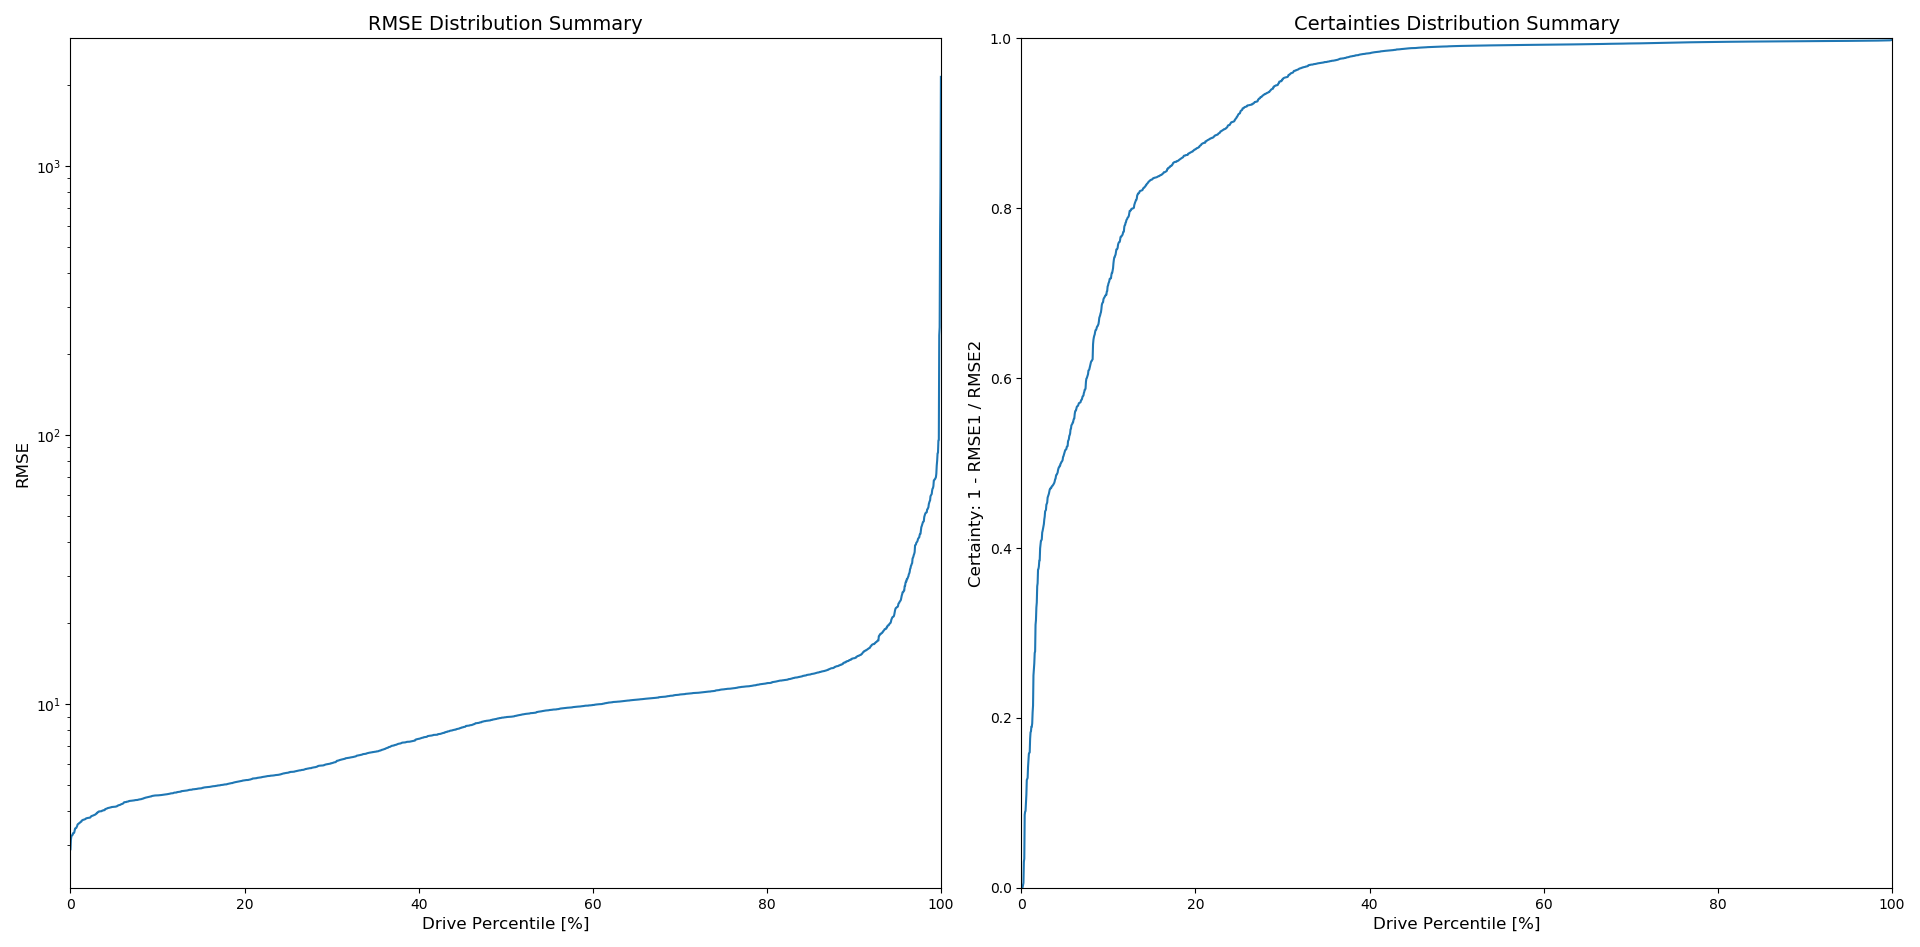 RMSE Distribution Summary
RMSE
10³
10²
10¹
0 20 40 60 80 100
Drive Percentile [%]
Certainties Distribution Summary
Certainty: 1 - RMSE1 / RMSE2
1.0
0.8
0.6
0.4
0.2
0.0
0 20 40 60 80 100
Drive Percentile [%]